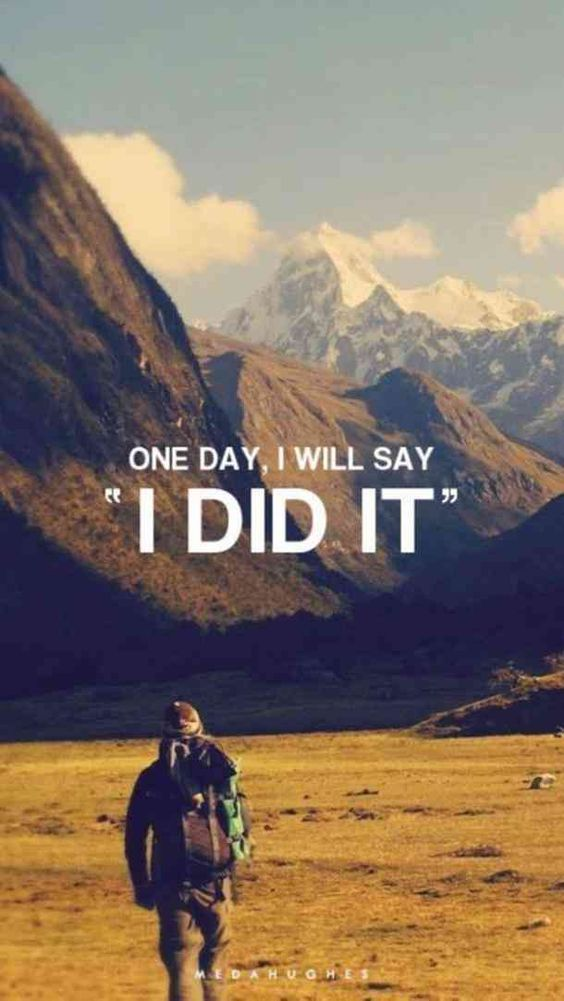 ONE DAY, I WILL SAY
“I DID IT”
MEDAHUGHES